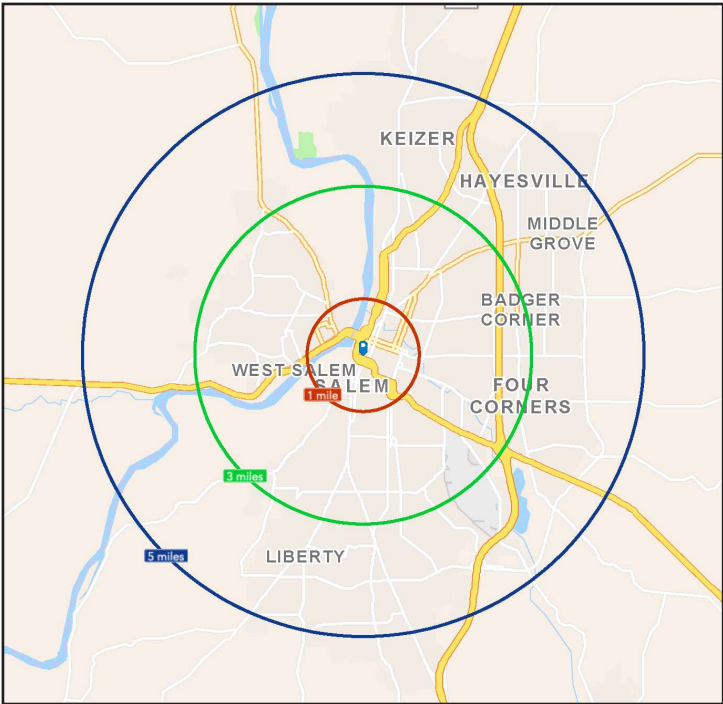 KEIZER
HAYESVILLE
MIDDLE
GROVE
BADGER
CORNER
WEST SALEM
SALEM
FOUR
CORNERS
1 mile
3 miles
LIBERTY
5 miles